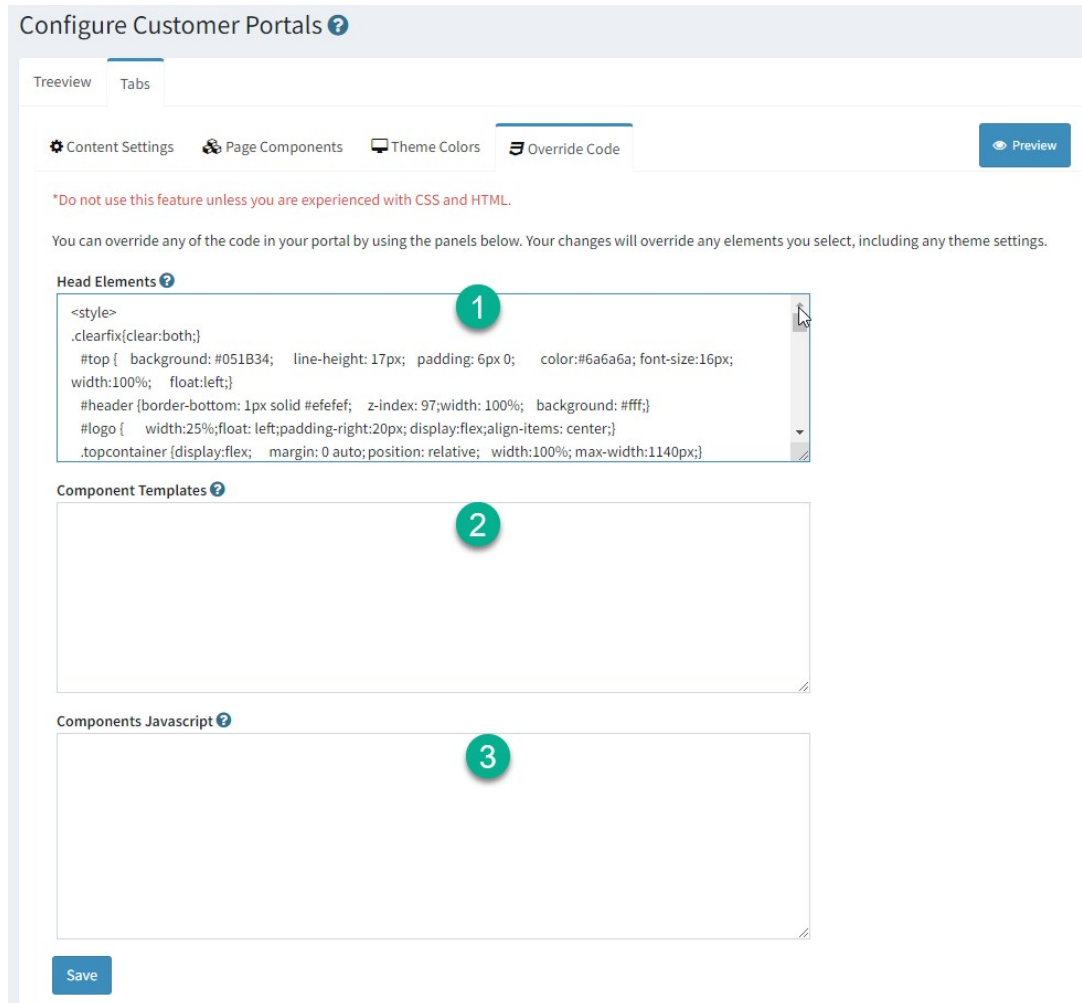 Configure Customer Portals ?
Treeview Tabs
Content Settings Page Components Theme Colors Override Code Preview
*Do not use this feature unless you are experienced with CSS and HTML.
You can override any of the code in your portal by using the panels below. Your changes will override any elements you select, including any theme settings.
Head Elements ?
1
<style>
.clearfix{clear:both;}
#top { background: #051B34; line-height: 17px; padding: 6px 0; color:#6a6a6a; font-size:16px;
width:100%; float:left;}
#header {border-bottom: 1px solid #efefef; z-index: 97;width: 100%; background: #fff;}
#logo { width:25%;float: left;padding-right:20px; display:flex;align-items: center;}
.topcontainer {display:flex; margin: 0 auto; position: relative; width:100%; max-width:1140px;}
Component Templates ?
2
Components Javascript ?
3
Save